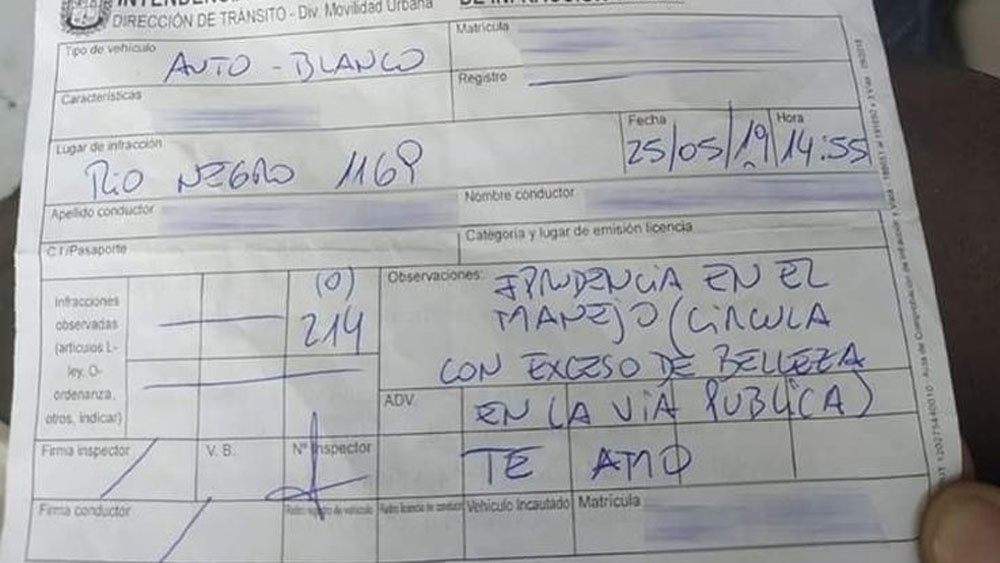 DIRECCIÓN DE TRÁNSITO - Div. Movilidad Urbana
Tipo de vehículo
AUTO - BLANCO
Matrícula
Características
Registro
Lugar de infracción
RIO NEGRO 1169
Fecha
25/05/19
Hora
14:55
Apellido conductor
Nombre conductor
C.I/Pasaporte
Categoria y lugar de emisión licencia
Infracciones
observadas
(artículos L-
ley, O-
ordenanza,
otros, indicar)
(0)
214
Observaciones:
EN EL
MANEJO (CIRCULA
CON EXCESO DE BELLEZA
EN LA VIA PUBLICA)
TE AMO
ADV.
Firma inspector
V. B.
Nº Inspector
Firma conductor
Vehículo Incautado
Matrícula